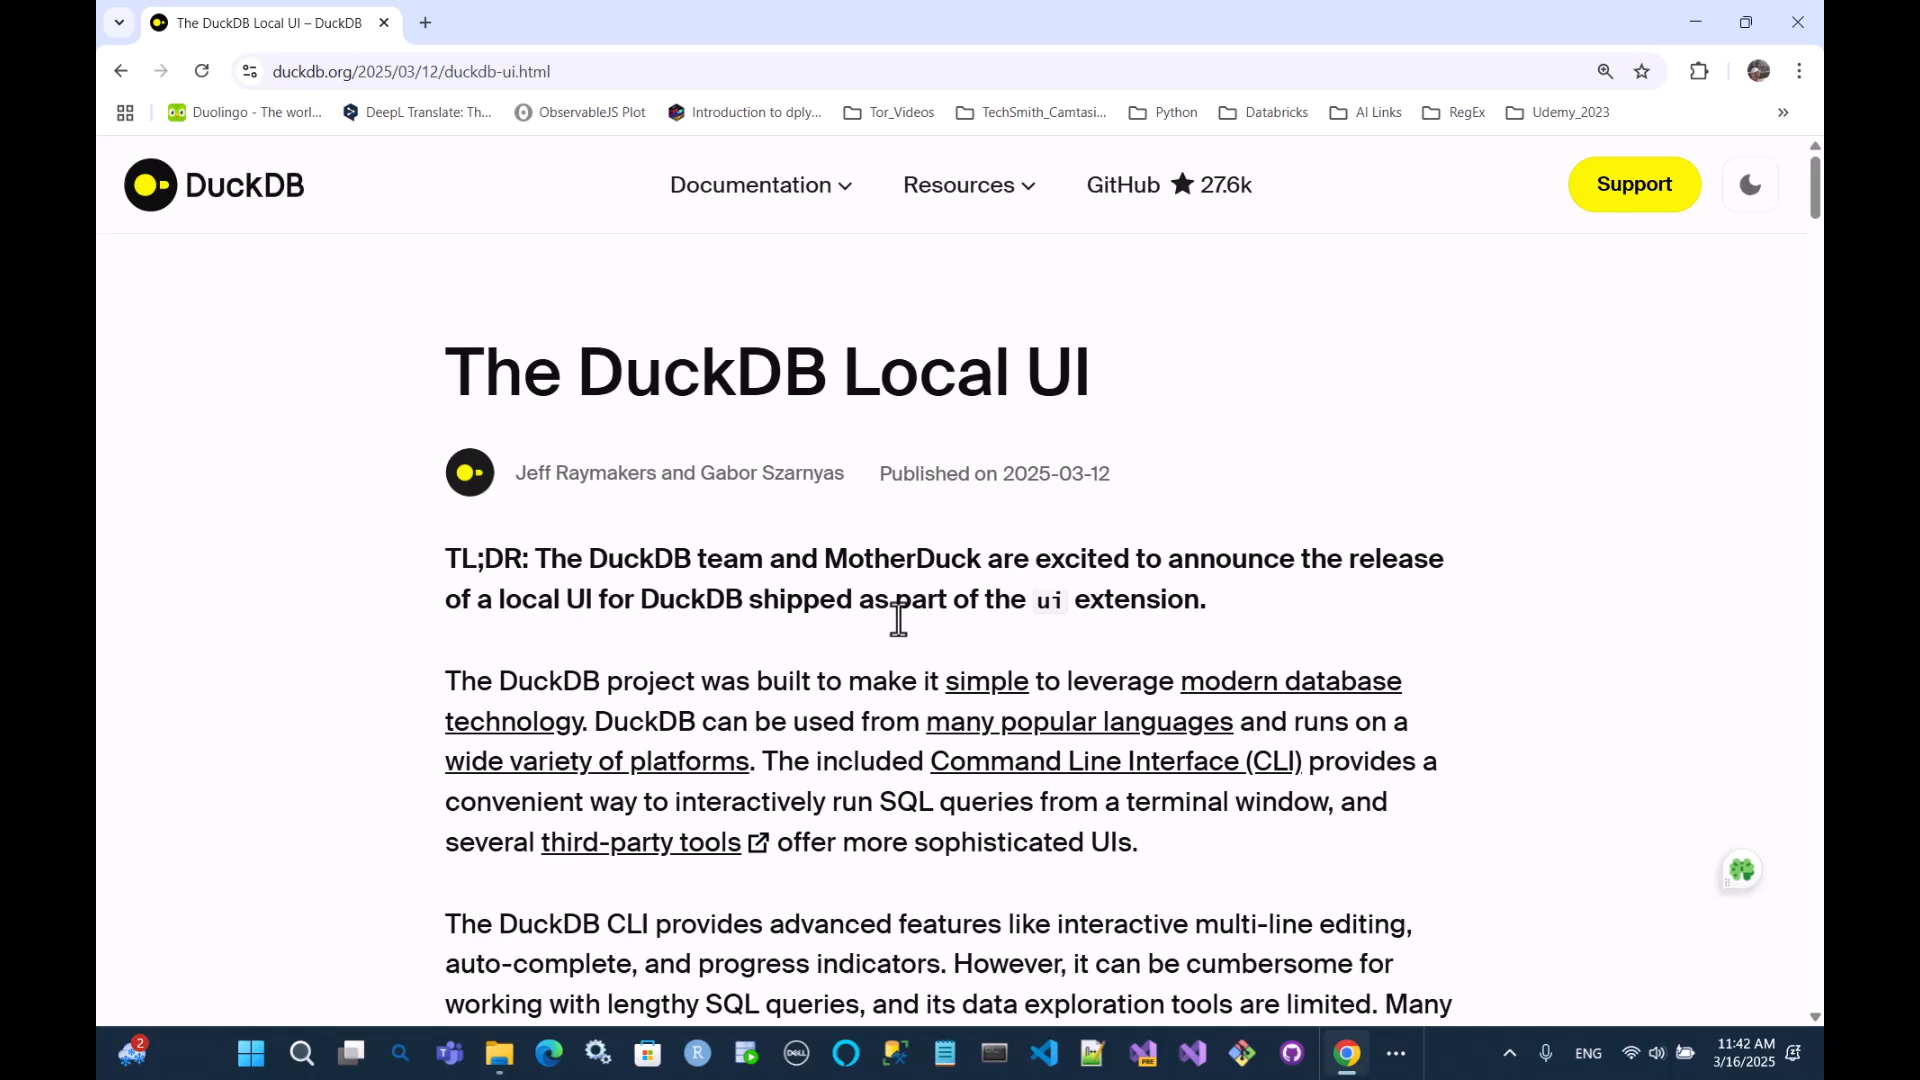 The DuckDB Local UI – DuckDB
duckdb.org/2025/03/12/duckdb-ui.html
Duolingo - The worl...
DeepL Translate: Th...
ObservableJS Plot
Introduction to dply...
Tor_Videos
TechSmith_Camtasi...
Python
Databricks
AI Links
RegEx
Udemy_2023
DuckDB
Documentation
Resources
GitHub ★ 27.6k
Support
The DuckDB Local UI
Jeff Raymakers and Gabor Szarnyas
Published on 2025-03-12
TL;DR: The DuckDB team and MotherDuck are excited to announce the release
of a local UI for DuckDB shipped as part of the ui extension.
The DuckDB project was built to make it simple to leverage modern database
technology. DuckDB can be used from many popular languages and runs on a
wide variety of platforms. The included Command Line Interface (CLI) provides a
convenient way to interactively run SQL queries from a terminal window, and
several third-party tools offer more sophisticated UIs.
The DuckDB CLI provides advanced features like interactive multi-line editing,
auto-complete, and progress indicators. However, it can be cumbersome for
working with lengthy SQL queries, and its data exploration tools are limited. Many
2
R
DELL
PRE
ENG
11:42 AM
3/16/2025